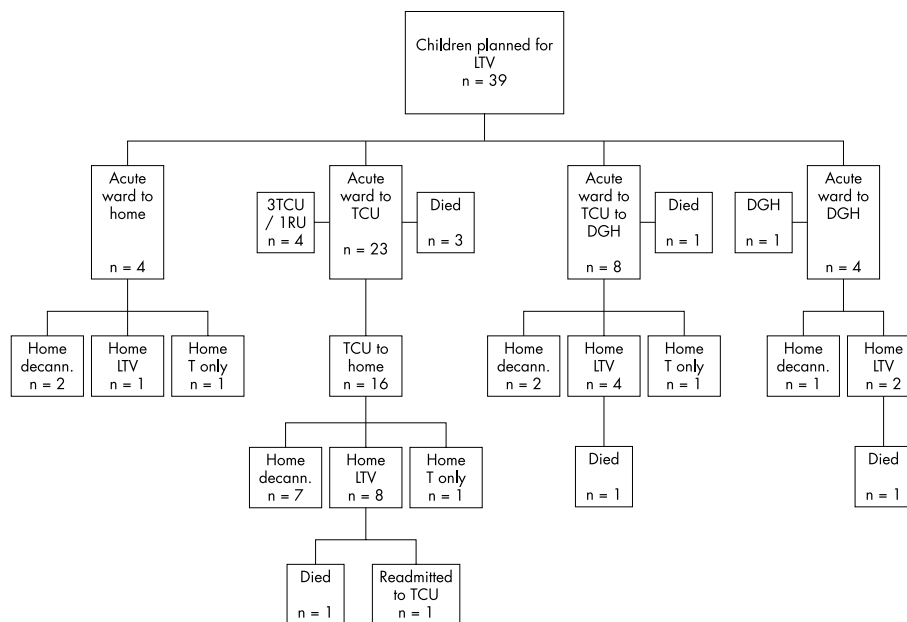 Children planned for
LTV
n = 39
Acute
ward to
home
n = 4
3TCU
/ 1RU
n = 4
Acute
ward to
TCU
n = 23
Died
n = 3
Acute
ward to
TCU to
DGH
n = 8
Died
n = 1
DGH
n = 1
Acute
ward to
DGH
n = 4
Home
decann.
n = 2
Home
LTV
n = 1
Home
T only
n = 1
TCU to
home
n = 16
Home
decann.
n = 2
Home
LTV
n = 4
Home
T only
n = 1
Home
decann.
n = 1
Home
LTV
n = 2
Home
decann.
n = 7
Home
LTV
n = 8
Home
T only
n = 1
Died
n = 1
Died
n = 1
Died
n = 1
Readmitted
to TCU
n = 1